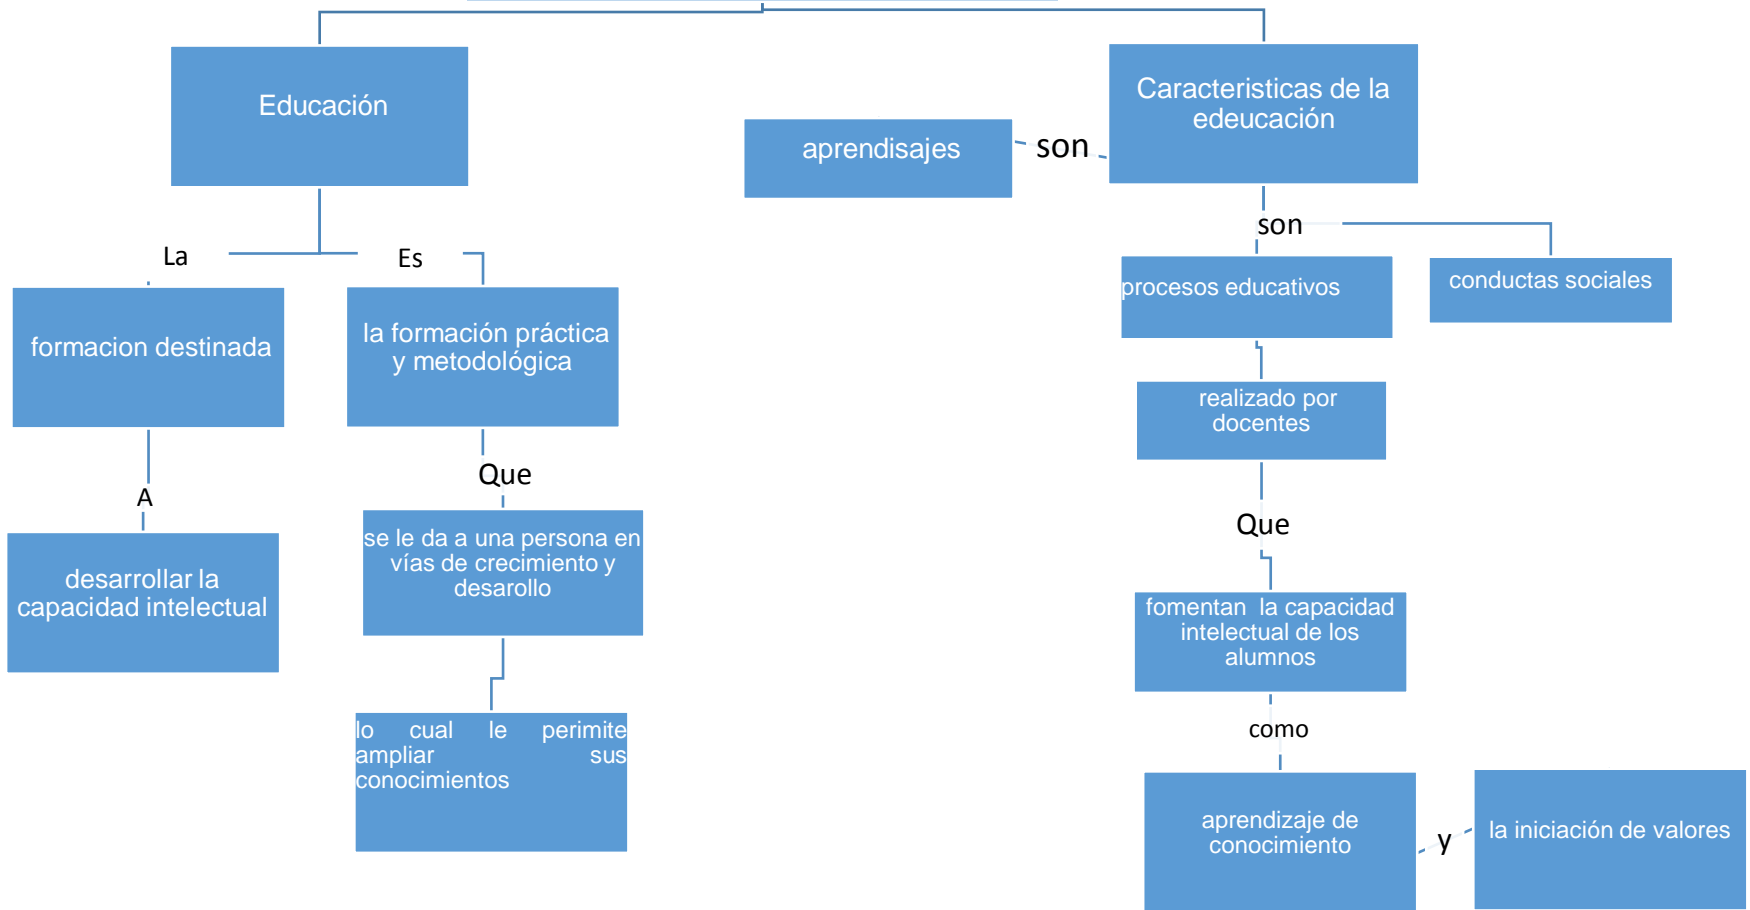 Educación
Caracteristicas de la
edeucación
aprendisajes
son
La
Es
son
formacion destinada
la formación práctica
y metodológica
procesos educativos
conductas sociales
realizado por
docentes
A
Que
Que
desarrollar la
capacidad intelectual
se le da a una persona en
vías de crecimiento y
desarollo
fomentan la capacidad
intelectual de los
alumnos
lo cual le perimite
ampliar sus
conocimientos
como
aprendizaje de
conocimiento
y
la iniciación de valores